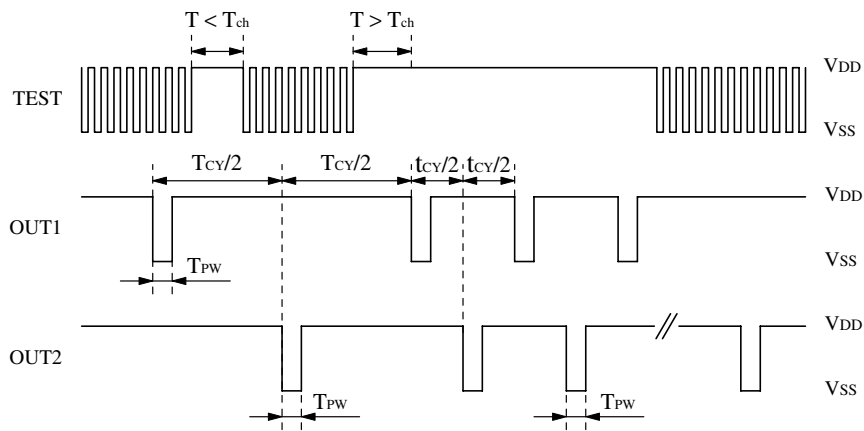 T < Tch T > Tch
VDD
TEST
VSS
TCY/2 TCY/2 tCY/2 tCY/2
VDD
OUT1
VSS
TPW
VDD
OUT2
VSS
TPW TPW